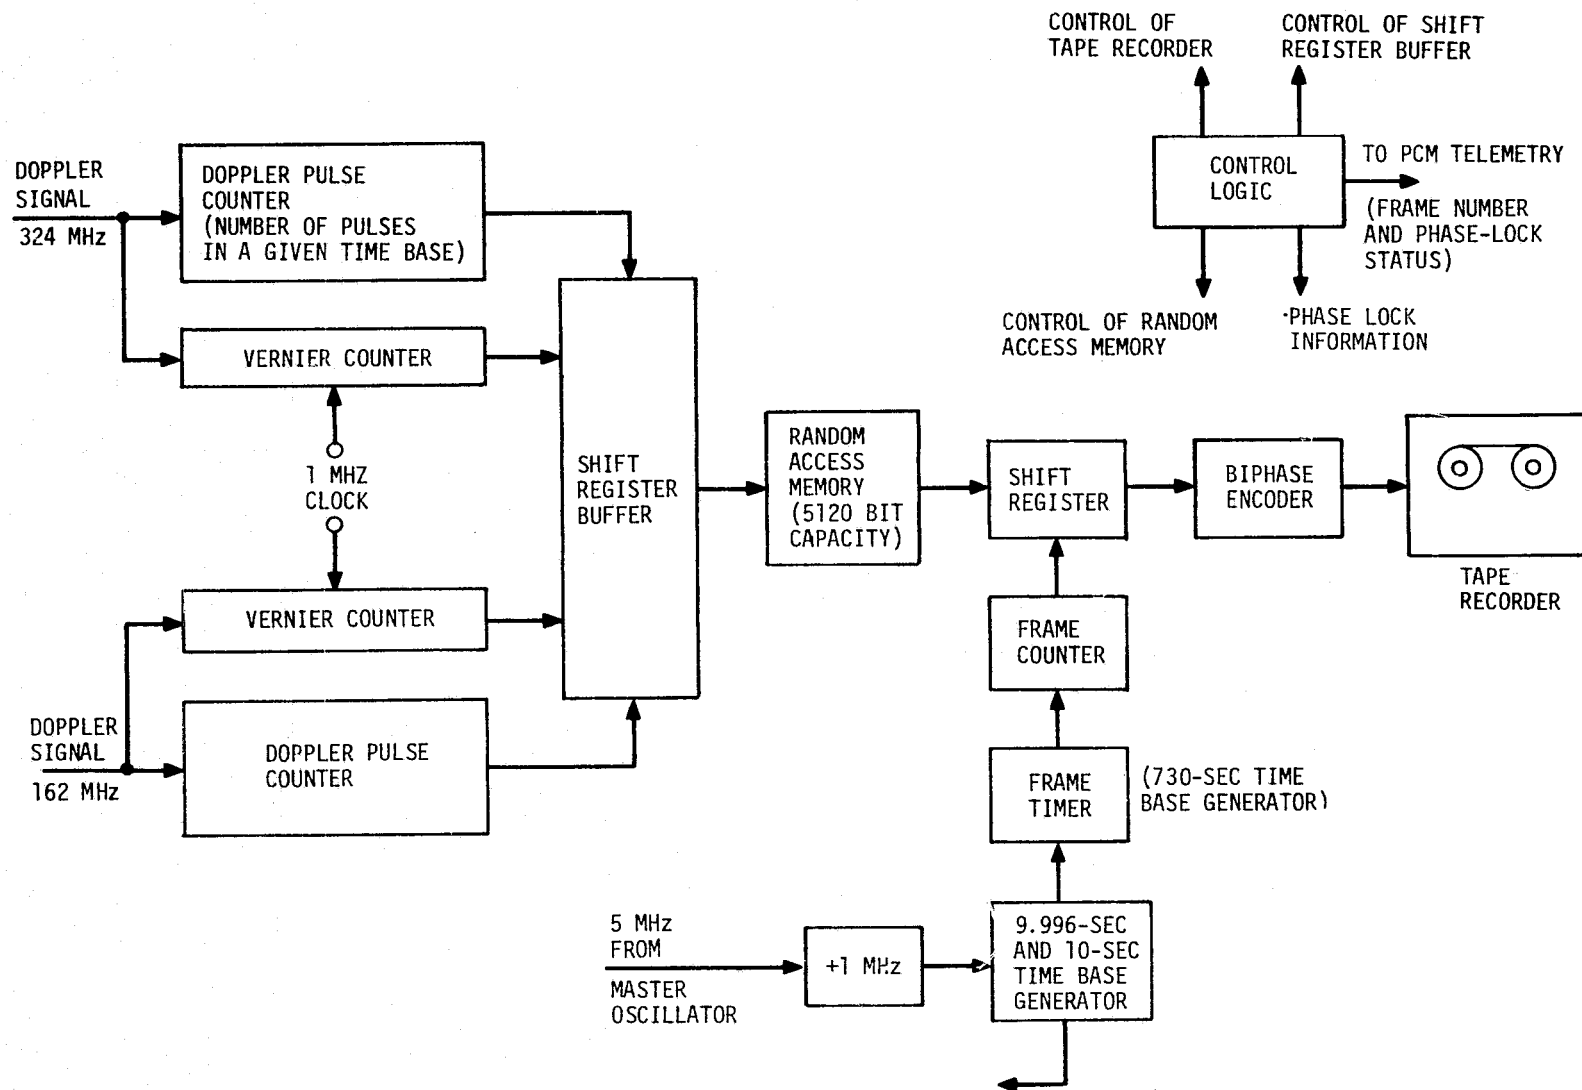 CONTROL OF
TAPE RECORDER
CONTROL OF SHIFT
REGISTER BUFFER
CONTROL
LOGIC
TO PCM TELEMETRY
(FRAME NUMBER
AND PHASE-LOCK
STATUS)
CONTROL OF RANDOM
ACCESS MEMORY
PHASE LOCK
INFORMATION
DOPPLER
SIGNAL
324 MHz
DOPPLER PULSE
COUNTER
(NUMBER OF PULSES
IN A GIVEN TIME BASE)
VERNIER COUNTER
1 MHZ
CLOCK
VERNIER COUNTER
DOPPLER
SIGNAL
162 MHz
DOPPLER PULSE
COUNTER
SHIFT
REGISTER
BUFFER
RANDOM
ACCESS
MEMORY
(5120 BIT
CAPACITY)
SHIFT
REGISTER
BIPHASE
ENCODER
TAPE
RECORDER
FRAME
COUNTER
FRAME
TIMER
(730-SEC TIME
BASE GENERATOR)
5 MHz
FROM
MASTER
OSCILLATOR
+1 MHz
9.996-SEC
AND 10-SEC
TIME BASE
GENERATOR